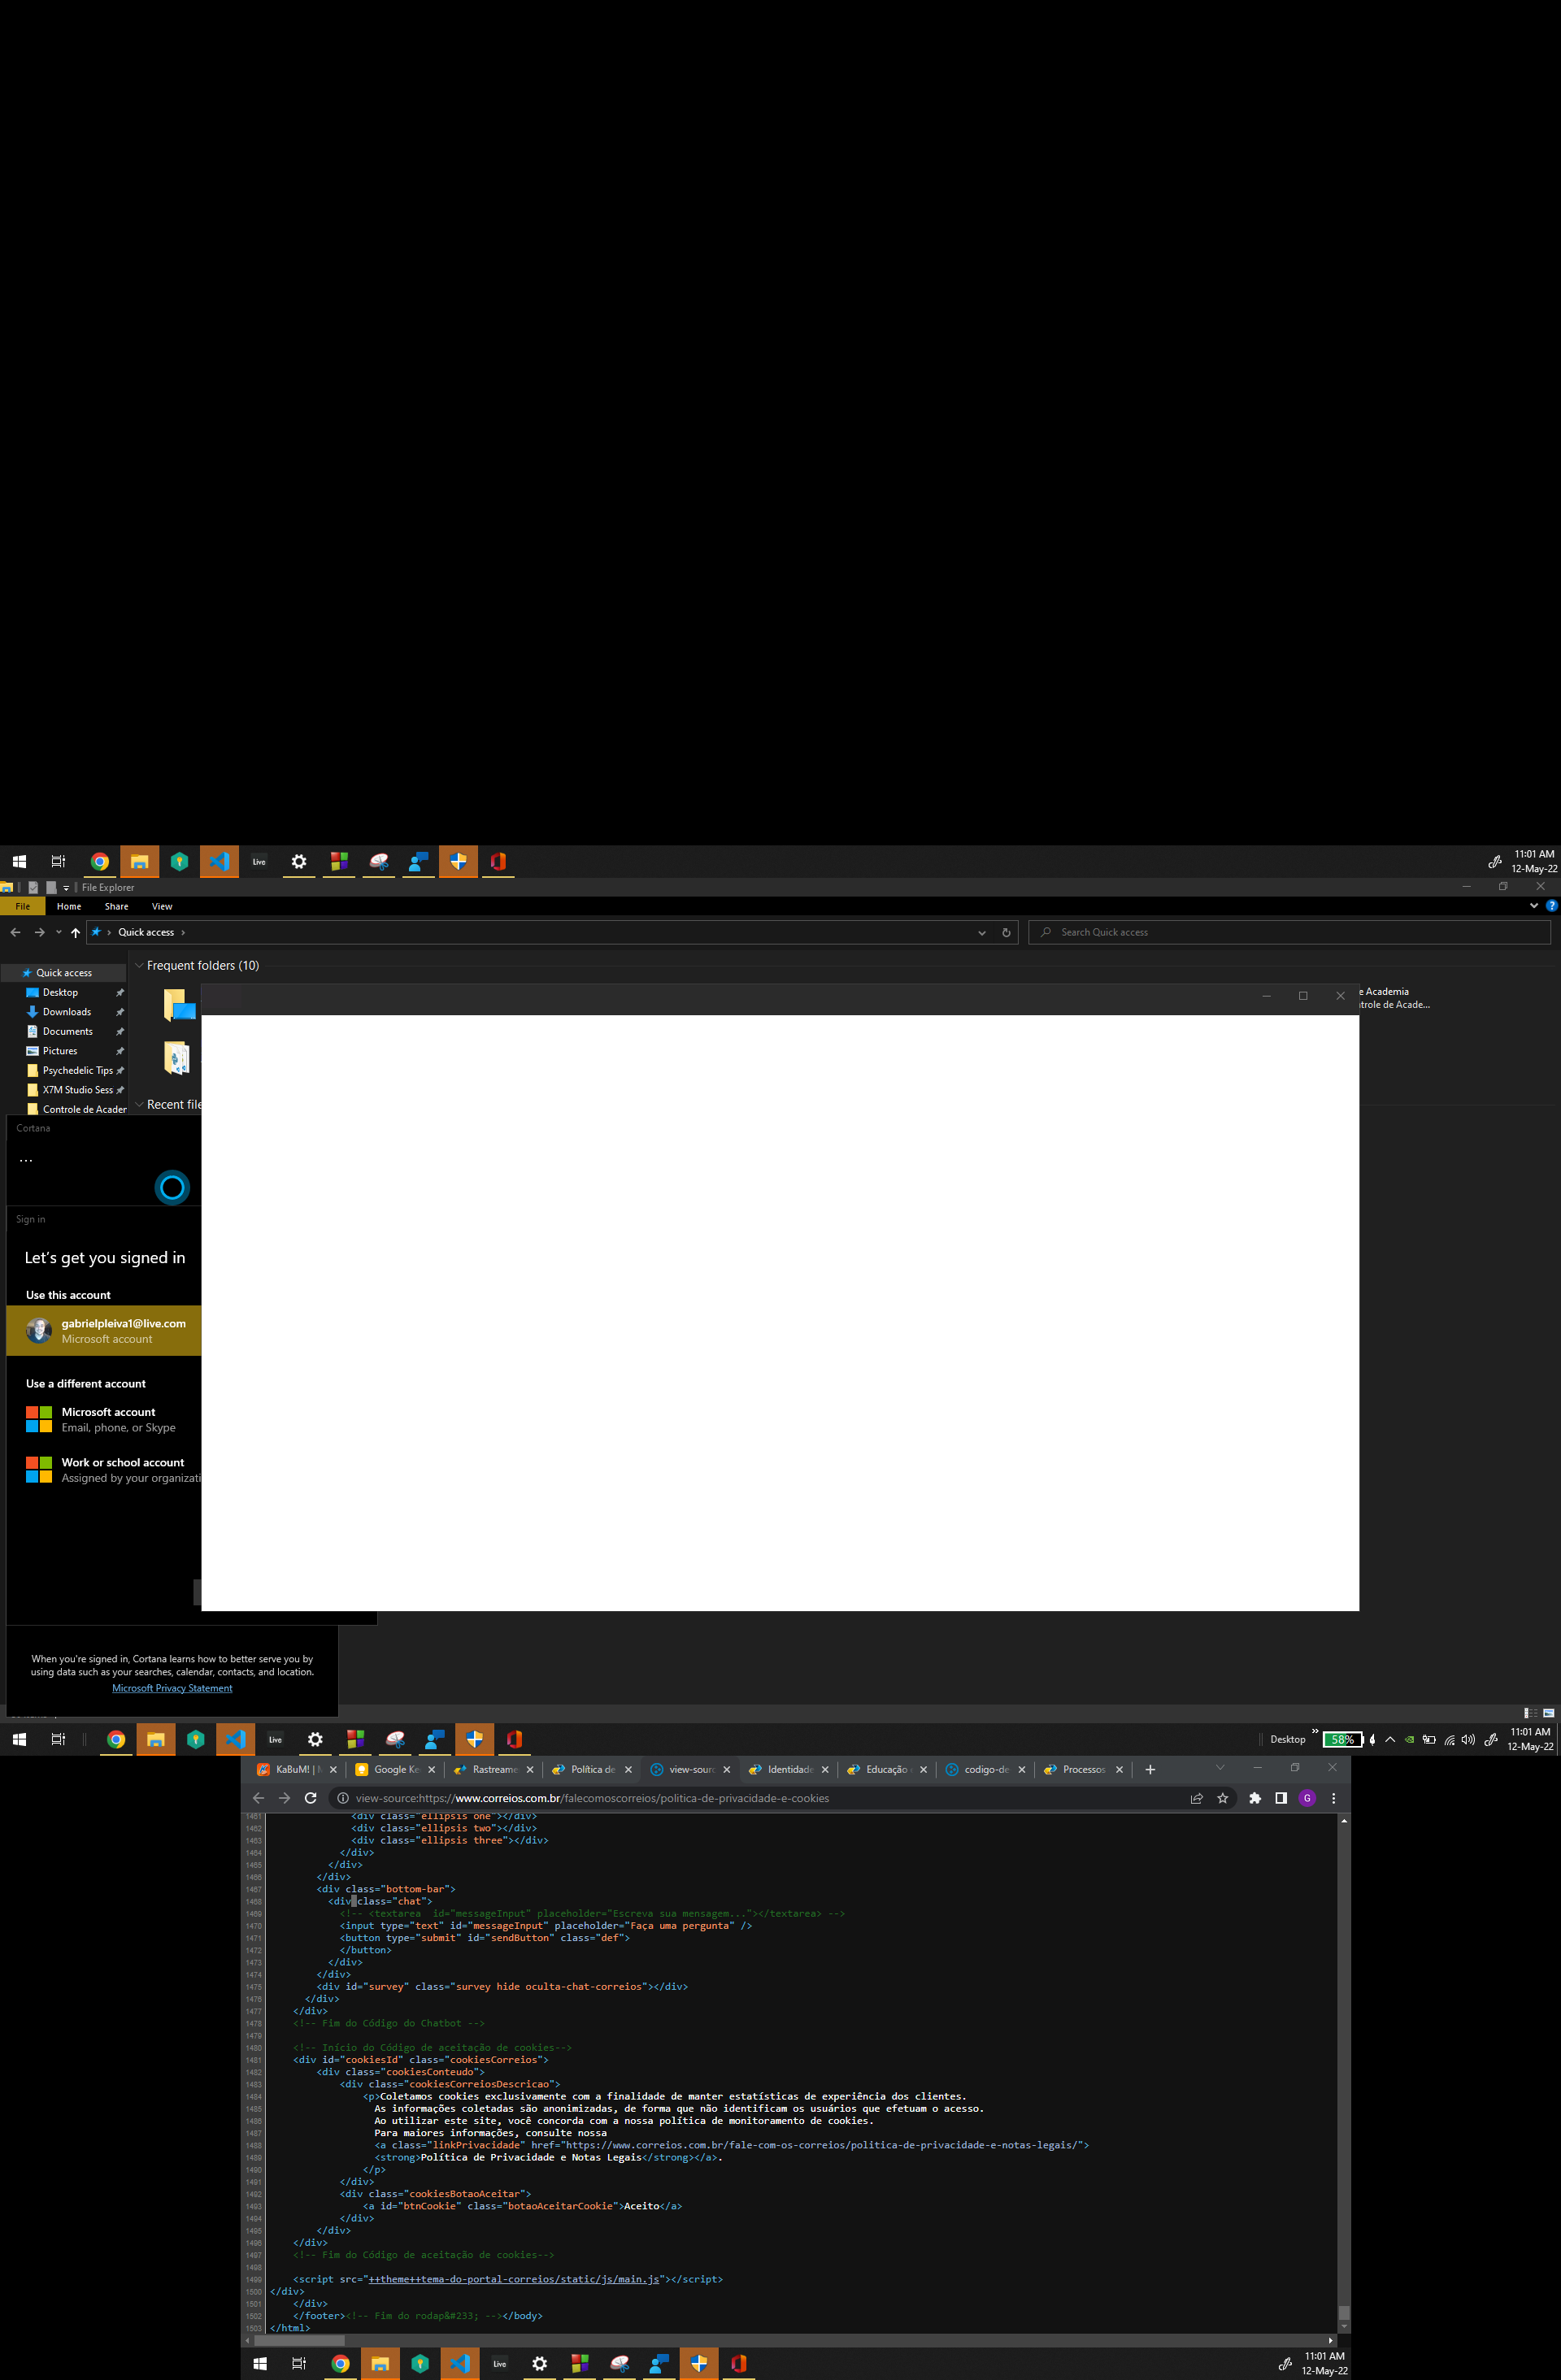 Live
11:01 AM
12-May-22
File Explorer
File Home Share View
Quick access
Search Quick access
Quick access
Desktop
Downloads
Documents
Pictures
Psychedelic Tips
X7M Studio Sess
Controle de Acader
Frequent folders (10)
e Academia
trole de Acade...
Recent file
Cortana
...
Sign in
Let's get you signed in
Use this account
gabrielpleiva1@live.com
Microsoft account
Use a different account
Microsoft account
Email, phone, or Skype
Work or school account
Assigned by your organizati
When you're signed in, Cortana learns how to better serve you by
using data such as your searches, calendar, contacts, and location.
Microsoft Privacy Statement
Live
Desktop
58%
11:01 AM
12-May-22
KaBuM! | Google Ke Rastreame Política de view-sourc Identidade Educação codigo-de Processos
view-source:https://www.correios.com.br/falecomoscorreios/politica-de-privacidade-e-cookies
G
1461 <div class="ellipsis one"></div>
1462 <div class="ellipsis two"></div>
1463 <div class="ellipsis three"></div>
1464 </div>
1465 </div>
1466 </div>
1467 <div class="bottom-bar">
1468 <div class="chat">
1469 <!-- <textarea  id="messageInput" placeholder="Escreva sua mensagem..."></textarea> -->
1470 <input type="text" id="messageInput" placeholder="Faça uma pergunta" />
1471 <button type="submit" id="sendButton" class="def">
1472 </button>
1473 </div>
1474 </div>
1475 <div id="survey" class="survey hide oculta-chat-correios"></div>
1476 </div>
1477 </div>
1478 <!-- Fim do Código do Chatbot -->
1479
1480 <!-- Início do Código de aceitação de cookies-->
1481 <div id="cookiesId" class="cookiesCorreios">
1482 <div class="cookiesConteudo">
1483 <div class="cookiesCorreiosDescricao">
1484 <p>Coletamos cookies exclusivamente com a finalidade de manter estatísticas de experiência dos clientes.
1485 As informações coletadas são anonimizadas, de forma que não identificam os usuários que efetuam o acesso.
1486 Ao utilizar este site, você concorda com a nossa política de monitoramento de cookies.
1487 Para maiores informações, consulte nossa
1488 <a class="linkPrivacidade" href="https://www.correios.com.br/fale-com-os-correios/politica-de-privacidade-e-notas-legais/">
1489 <strong>Política de Privacidade e Notas Legais</strong></a>.
1490 </p>
1491 </div>
1492 <div class="cookiesBotaoAceitar">
1493 <a id="btnCookie" class="botaoAceitarCookie">Aceito</a>
1494 </div>
1495 </div>
1496 </div>
1497 <!-- Fim do Código de aceitação de cookies-->
1498
1499 <script src="++theme++tema-do-portal-correios/static/js/main.js"></script>
1500 </div>
1501 </div>
1502 </footer><!-- Fim do rodap&#233; --></body>
1503 </html>
Live
11:01 AM
12-May-22